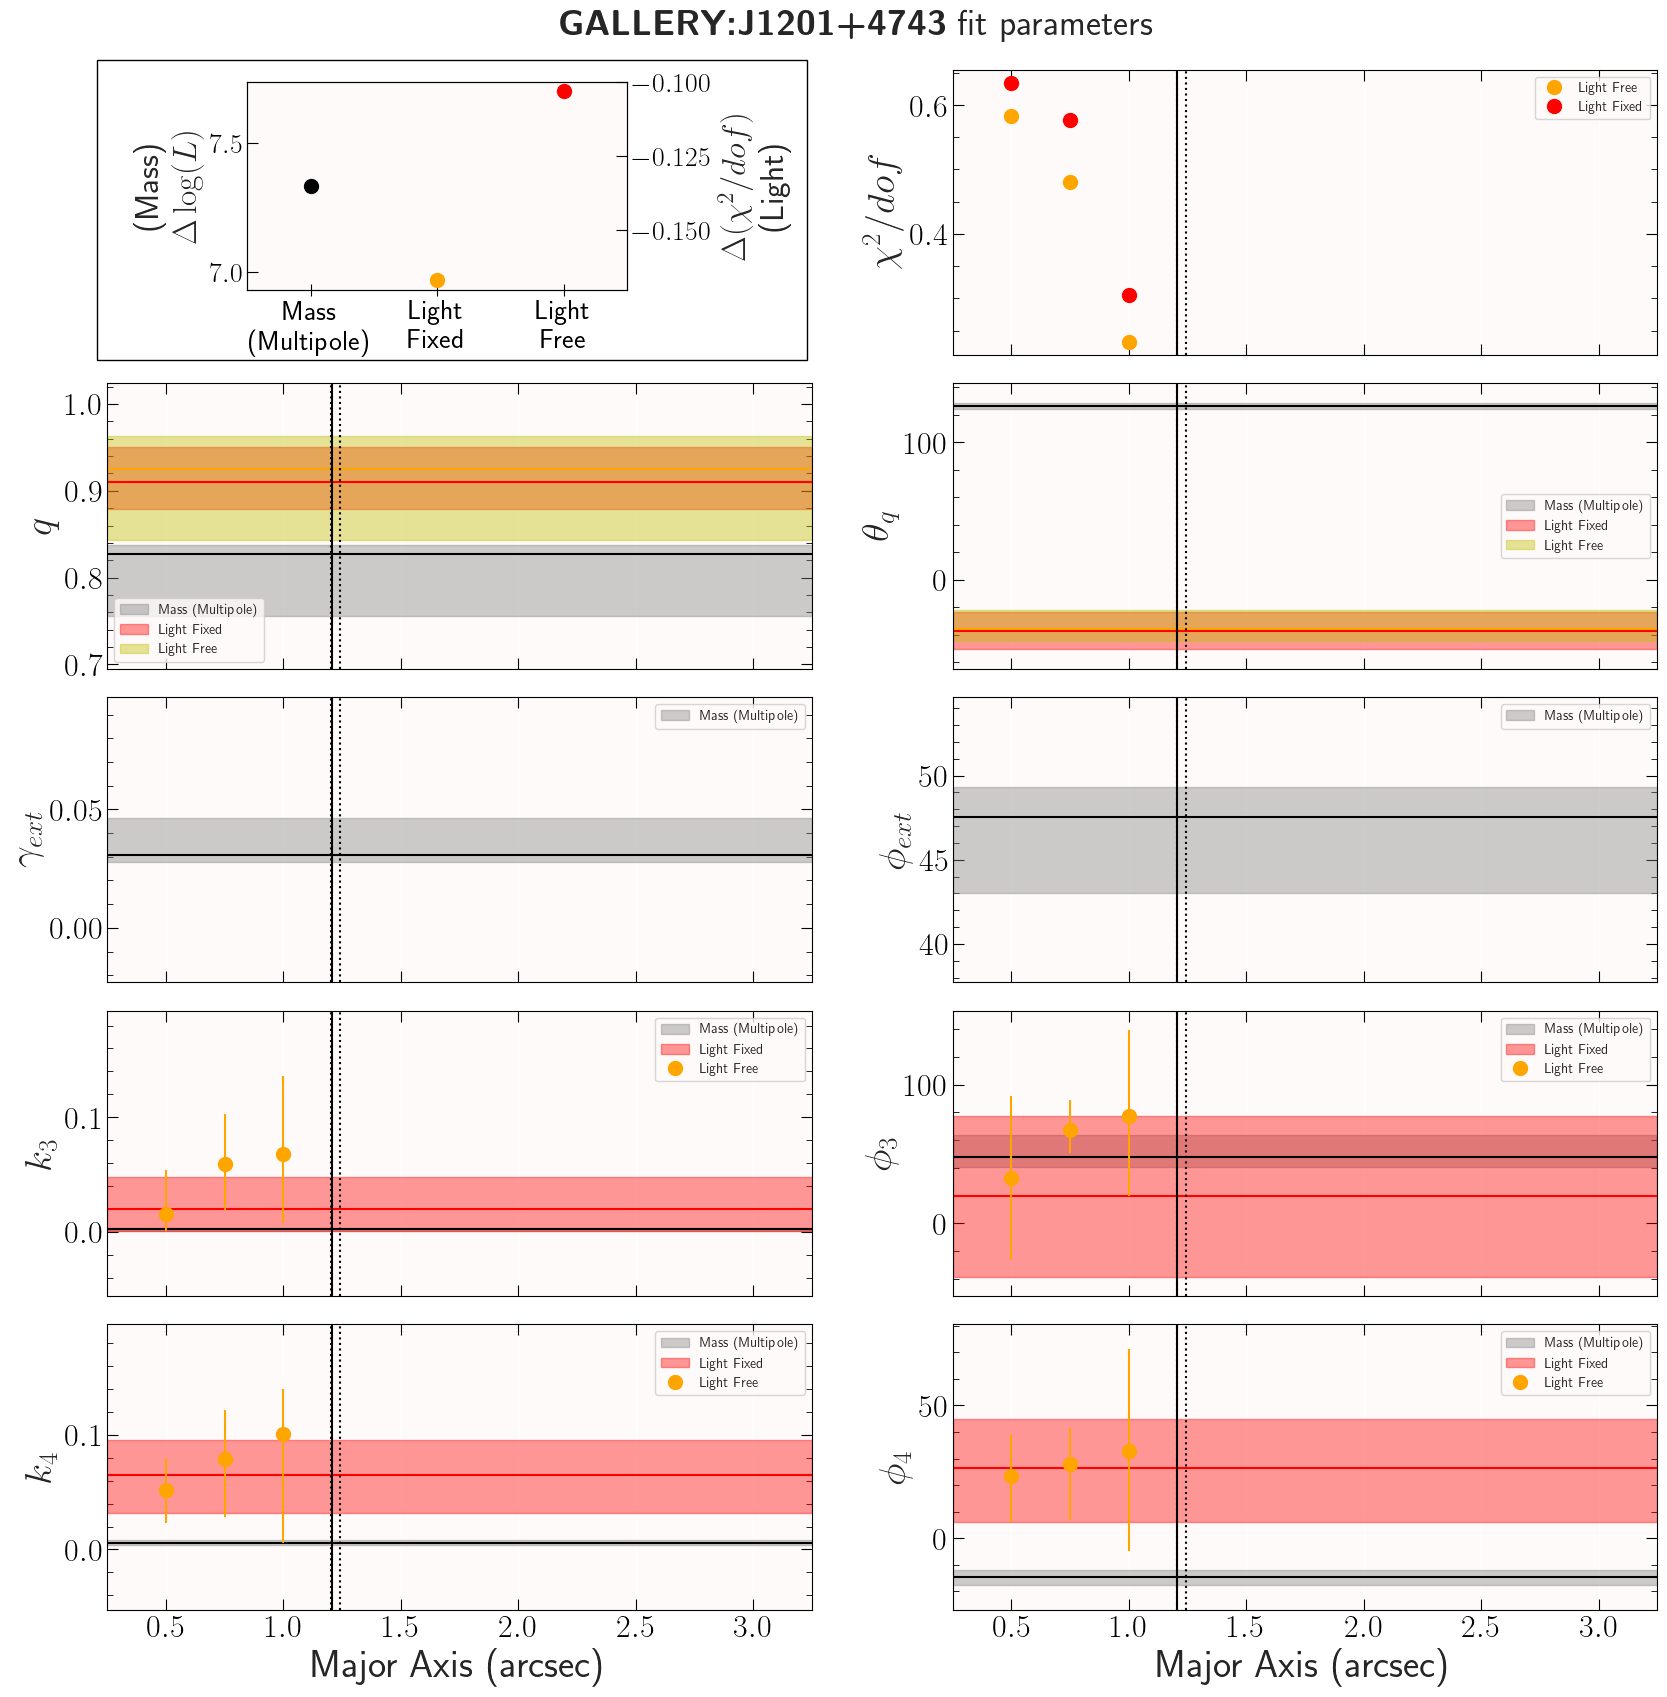 GALLERY:J1201+4743 fit parameters
(Mass)
Δ log(L)
7.5
7.0
−0.100
−0.125
−0.150
Δ(χ²/dof)
(Light)
Mass
(Multipole)
Light
Fixed
Light
Free
χ²/dof
0.6
0.4
Light Free
Light Fixed
q
1.0
0.9
0.8
0.7
Mass (Multipole)
Light Fixed
Light Free
θ_q
100
0
Mass (Multipole)
Light Fixed
Light Free
γ_ext
0.05
0.00
Mass (Multipole)
ϕ_ext
50
45
40
Mass (Multipole)
k₃
0.1
0.0
Mass (Multipole)
Light Fixed
Light Free
ϕ₃
100
0
Mass (Multipole)
Light Fixed
Light Free
k₄
0.1
0.0
Mass (Multipole)
Light Fixed
Light Free
0.5 1.0 1.5 2.0 2.5 3.0
Major Axis (arcsec)
ϕ₄
50
0
Mass (Multipole)
Light Fixed
Light Free
0.5 1.0 1.5 2.0 2.5 3.0
Major Axis (arcsec)